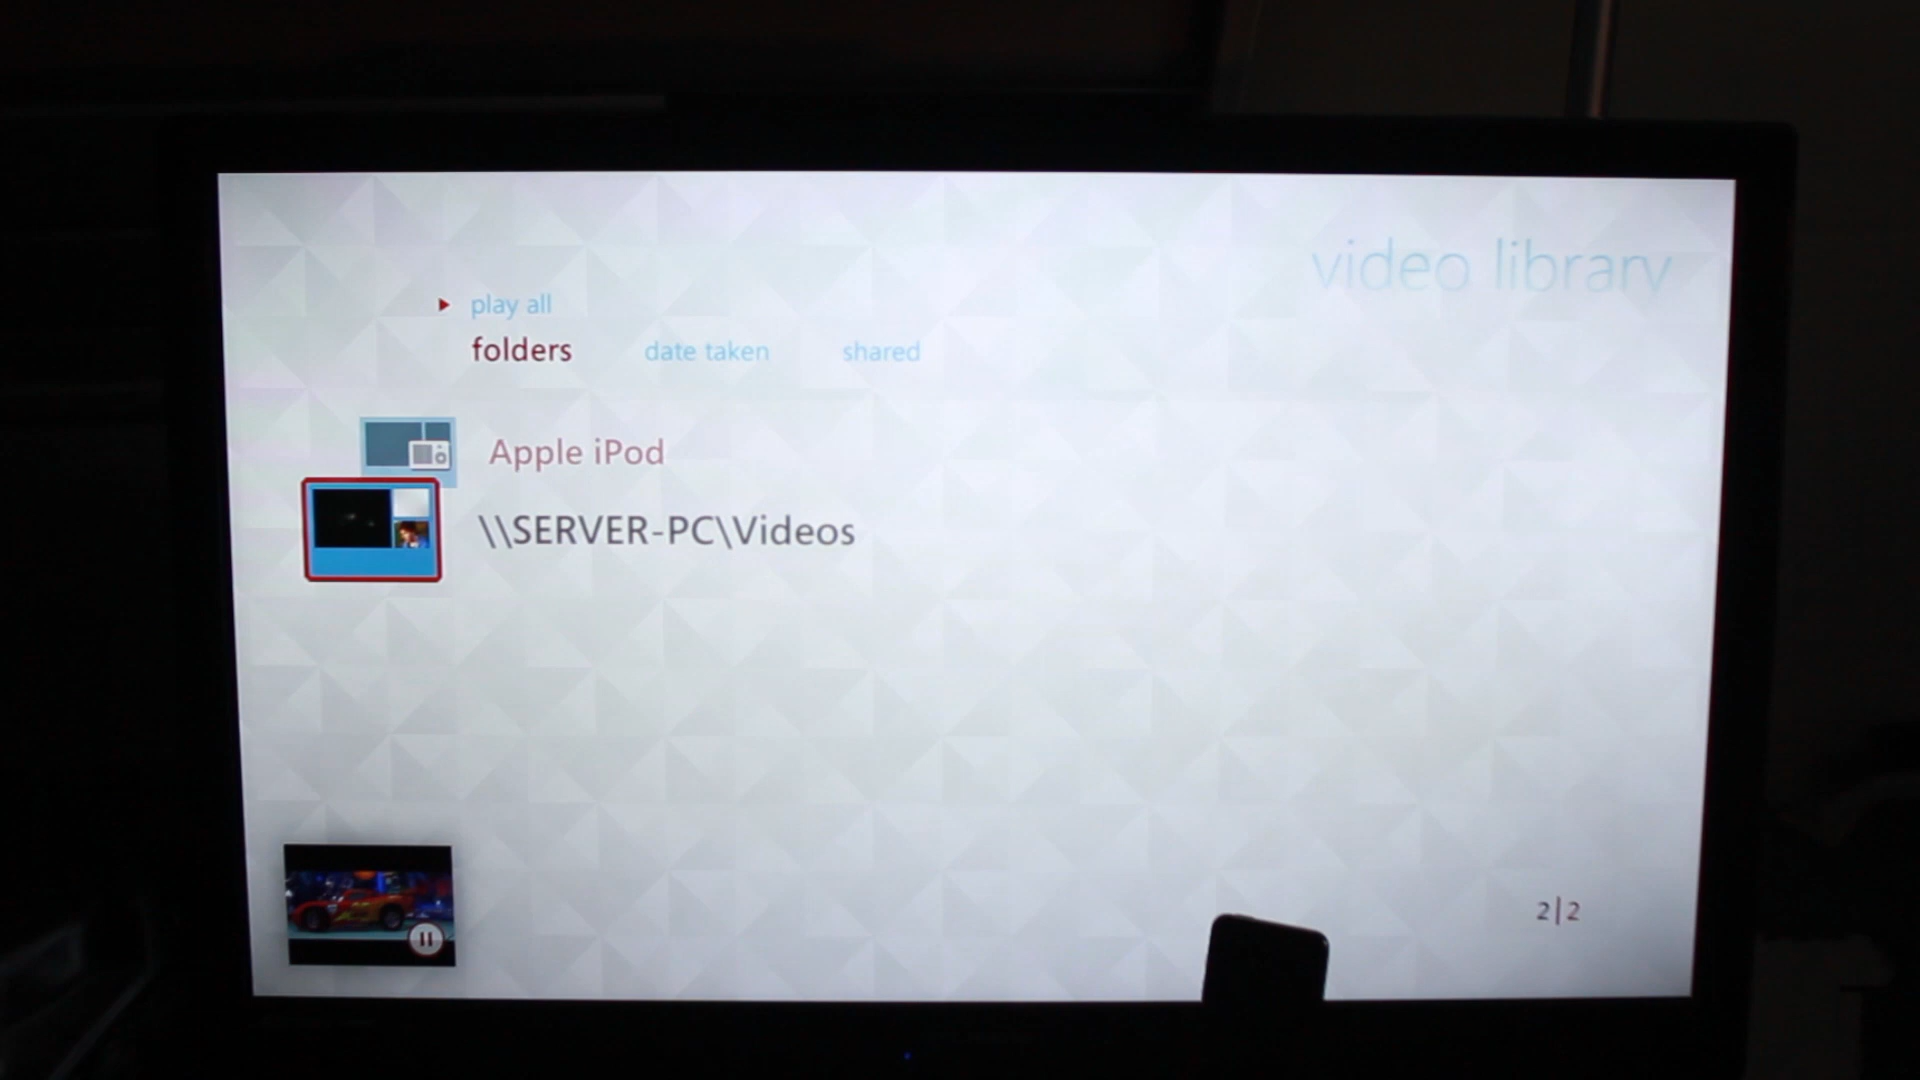 video library
play all
folders date taken shared
Apple iPod
\\SERVER-PC\Videos
2|2